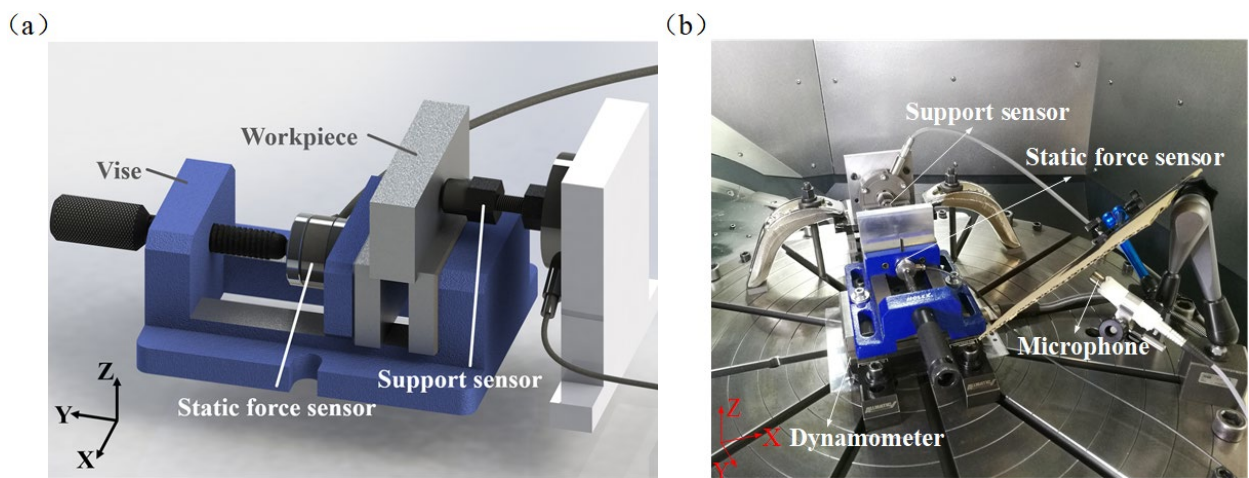 (a)
Workpiece
Vise
Support sensor
Static force sensor
Z
Y
X
(b)
Support sensor
Static force sensor
Microphone
Dynamometer
Z
X
Y